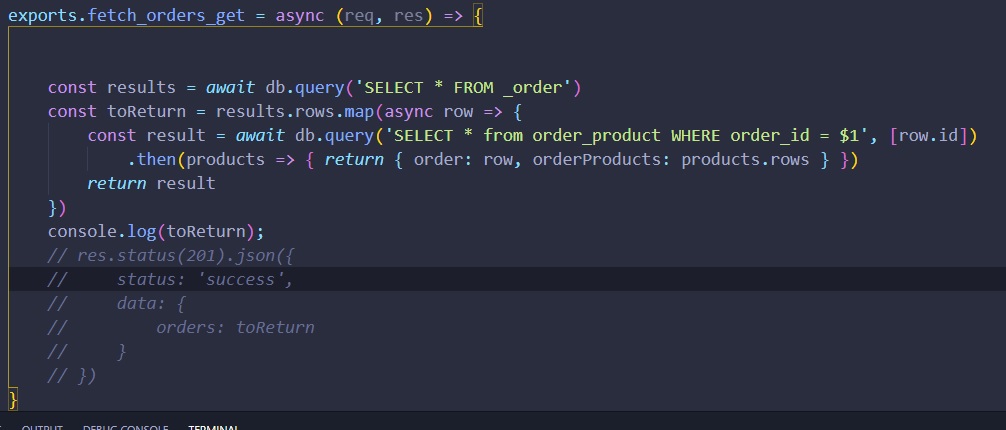 exports.fetch_orders_get = async (req, res) => {
const results = await db.query('SELECT * FROM _order')
const toReturn = results.rows.map(async row => {
const result = await db.query('SELECT * from order_product WHERE order_id = $1', [row.id])
.then(products => { return { order: row, orderProducts: products.rows } })
return result
})
console.log(toReturn);
// res.status(201).json({
//     status: 'success',
//     data: {
//         orders: toReturn
//     }
// })
}
OUTPUT DEBUG CONSOLE TERMINAL